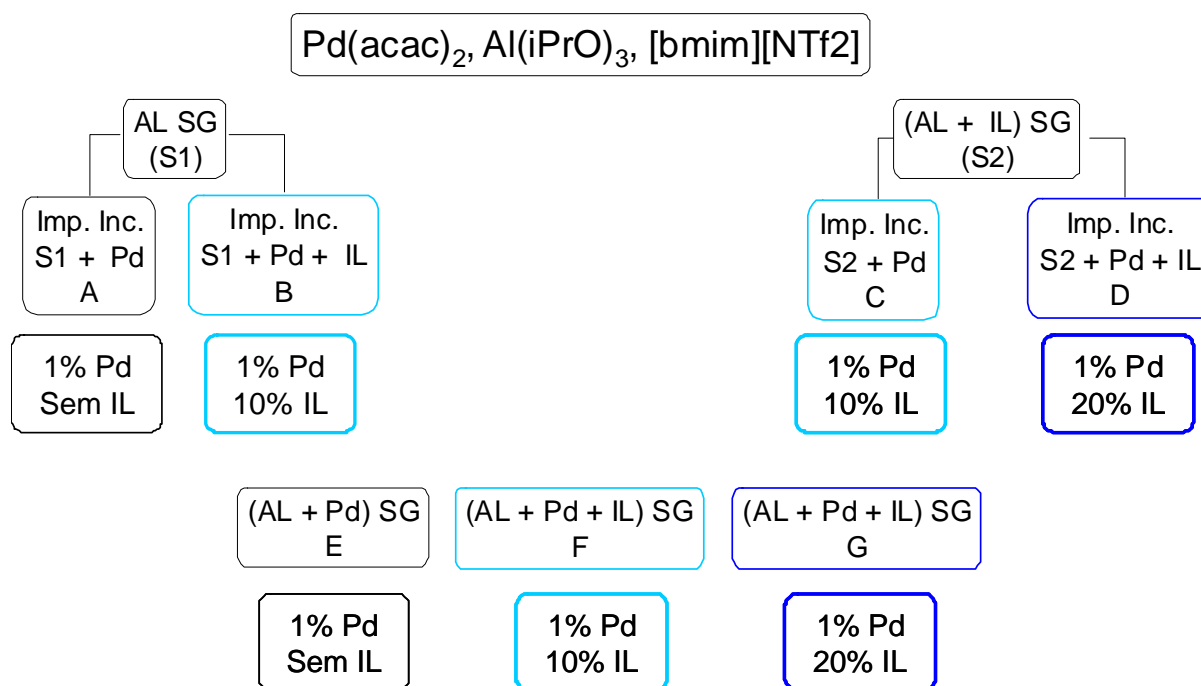 Pd(acac)₂, Al(iPrO)₃, [bmim][NTf2]
AL SG
(S1)
(AL + IL) SG
(S2)
Imp. Inc.
S1 + Pd
A
Imp. Inc.
S1 + Pd + IL
B
Imp. Inc.
S2 + Pd
C
Imp. Inc.
S2 + Pd + IL
D
1% Pd
Sem IL
1% Pd
10% IL
1% Pd
10% IL
1% Pd
20% IL
(AL + Pd) SG
E
(AL + Pd + IL) SG
F
(AL + Pd + IL) SG
G
1% Pd
Sem IL
1% Pd
10% IL
1% Pd
20% IL